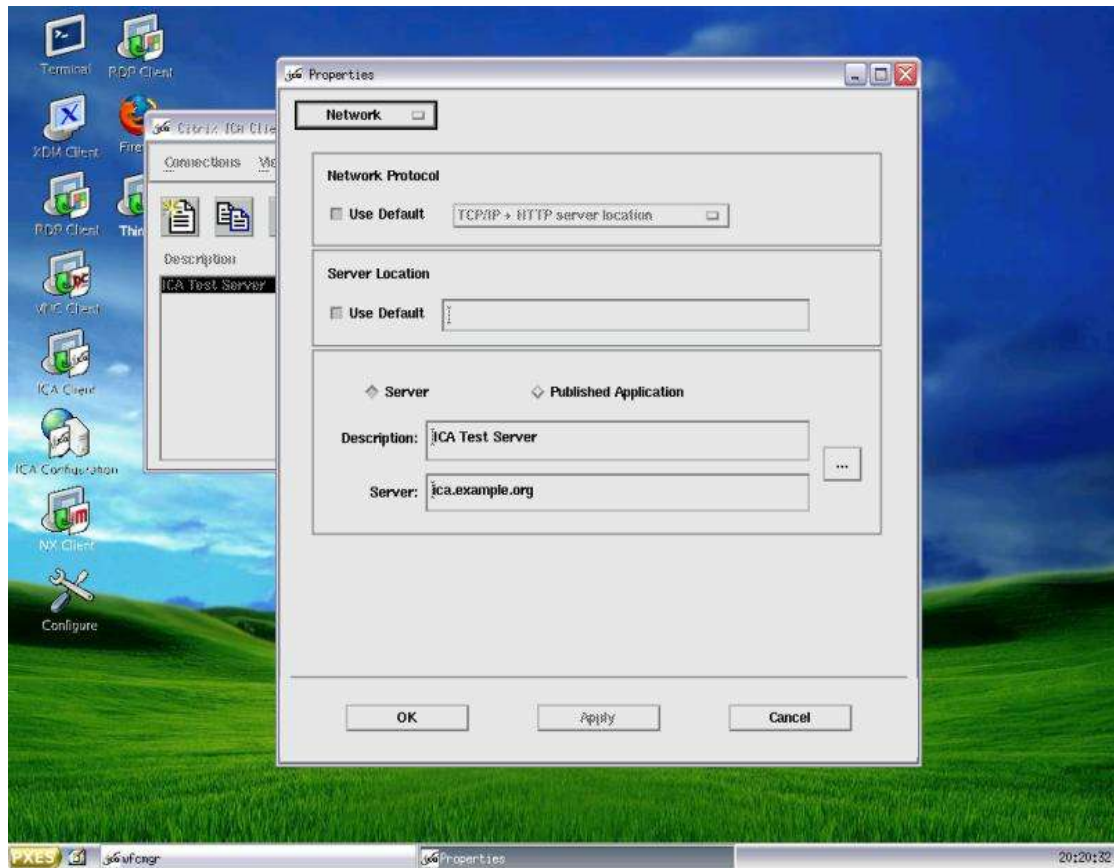 Terminal
RDP Client
XDM Client
Fire
RDP Client
Thin
VNC Client
ICA Client
ICA Configuration
NX Client
Configure
Citrix ICA Clie
Connections
Description
ICA Test Server
Properties
Network
Network Protocol
Use Default
TCP/IP + HTTP server location
Server Location
Use Default
Server
Published Application
Description:
ICA Test Server
...
Server:
ica.example.org
OK
Apply
Cancel
PXES
wfcmgr
Properties
20:20:32